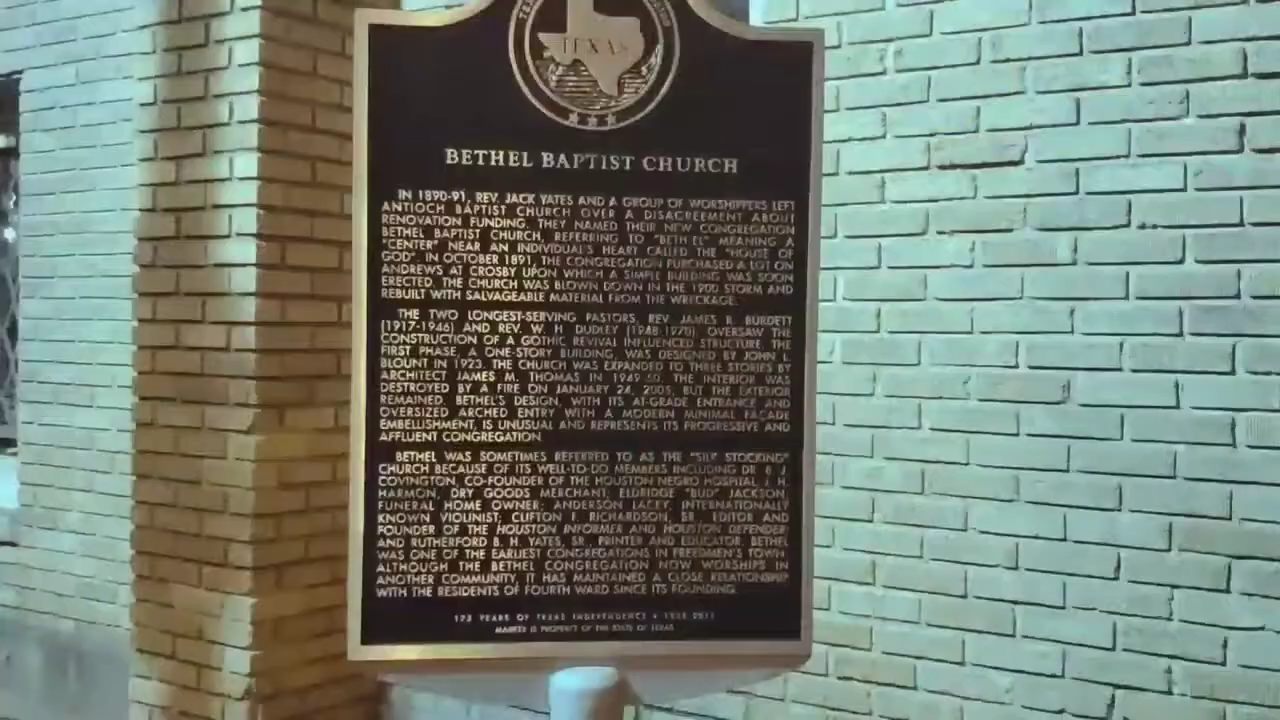 TEXAS
BETHEL BAPTIST CHURCH
IN 1890-91, REV. JACK YATES AND A GROUP OF WORSHIPPERS LEFT
ANTIOCH BAPTIST CHURCH OVER A DISAGREEMENT ABOUT
RENOVATION FUNDING. THEY NAMED THEIR NEW CONGREGATION
BETHEL BAPTIST CHURCH, REFERRING TO "BETH EL" MEANING A
"CENTER" NEAR AN INDIVIDUAL'S HEART CALLED THE "HOUSE OF
GOD". IN OCTOBER 1891, THE CONGREGATION PURCHASED A LOT ON
ANDREWS AT CROSBY UPON WHICH A SIMPLE BUILDING WAS SOON
ERECTED. THE CHURCH WAS BLOWN DOWN IN THE 1900 STORM AND
REBUILT WITH SALVAGEABLE MATERIAL FROM THE WRECKAGE.
THE TWO LONGEST-SERVING PASTORS, REV. JAMES R. BURDETT
(1917-1946) AND REV. W. H. DUDLEY (1948-1970), OVERSAW THE
CONSTRUCTION OF A GOTHIC REVIVAL INFLUENCED STRUCTURE. THE
FIRST PHASE, A ONE-STORY BUILDING, WAS DESIGNED BY JOHN L.
BLOUNT IN 1923. THE CHURCH WAS EXPANDED TO THREE STORIES BY
ARCHITECT JAMES M. THOMAS IN 1949-50. THE INTERIOR WAS
DESTROYED BY A FIRE ON JANUARY 24, 2005, BUT THE EXTERIOR
REMAINED. BETHEL'S DESIGN, WITH ITS AT-GRADE ENTRANCE AND
OVERSIZED ARCHED ENTRY WITH A MODERN MINIMAL FAÇADE
EMBELLISHMENT, IS UNUSUAL AND REPRESENTS ITS PROGRESSIVE AND
AFFLUENT CONGREGATION.
BETHEL WAS SOMETIMES REFERRED TO AS THE "SILK STOCKING"
CHURCH BECAUSE OF ITS WELL-TO-DO MEMBERS INCLUDING DR. B. J.
COVINGTON, CO-FOUNDER OF THE HOUSTON NEGRO HOSPITAL; J. H.
HARMON, DRY GOODS MERCHANT; ELDRIDGE "BUD" JACKSON,
FUNERAL HOME OWNER; ANDERSON LACEY, INTERNATIONALLY
KNOWN VIOLINIST; CLIFTON F. RICHARDSON, SR., EDITOR AND
FOUNDER OF THE HOUSTON INFORMER AND HOUSTON DEFENDER
AND RUTHERFORD B. H. YATES, SR., PRINTER AND EDUCATOR. BETHEL
WAS ONE OF THE EARLIEST CONGREGATIONS IN FREEDMEN'S TOWN.
ALTHOUGH THE BETHEL CONGREGATION NOW WORSHIPS IN
ANOTHER COMMUNITY, IT HAS MAINTAINED A CLOSE RELATIONSHIP
WITH THE RESIDENTS OF FOURTH WARD SINCE ITS FOUNDING.
175 YEARS OF TEXAS INDEPENDENCE • 1836-2011
MARKER IS PROPERTY OF THE STATE OF TEXAS